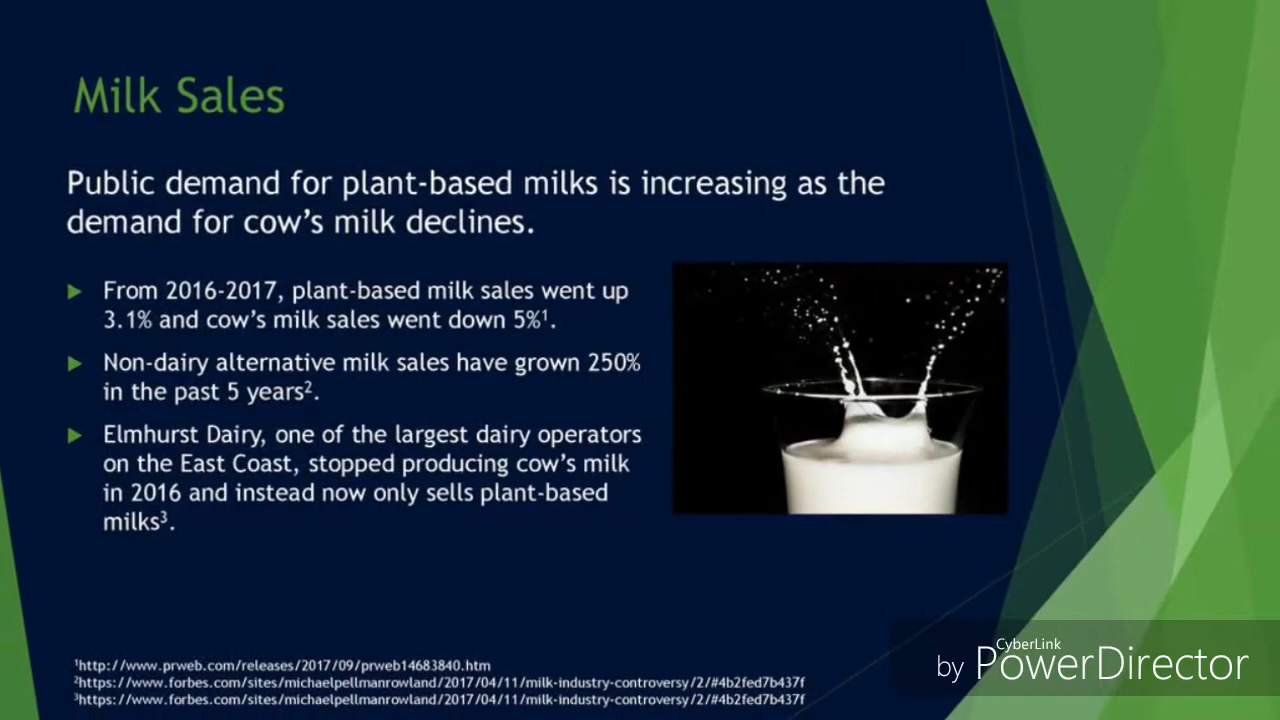 Milk Sales
Public demand for plant-based milks is increasing as the
demand for cow's milk declines.
From 2016-2017, plant-based milk sales went up
3.1% and cow's milk sales went down 5%¹.
Non-dairy alternative milk sales have grown 250%
in the past 5 years².
Elmhurst Dairy, one of the largest dairy operators
on the East Coast, stopped producing cow's milk
in 2016 and instead now only sells plant-based
milks³.
¹http://www.prweb.com/releases/2017/09/prweb14683840.htm
²https://www.forbes.com/sites/michaelpellmanrowland/2017/04/11/milk-industry-controversy/2/#4b2fed7b437f
³https://www.forbes.com/sites/michaelpellmanrowland/2017/04/11/milk-industry-controversy/2/#4b2fed7b437f
CyberLink
by PowerDirector